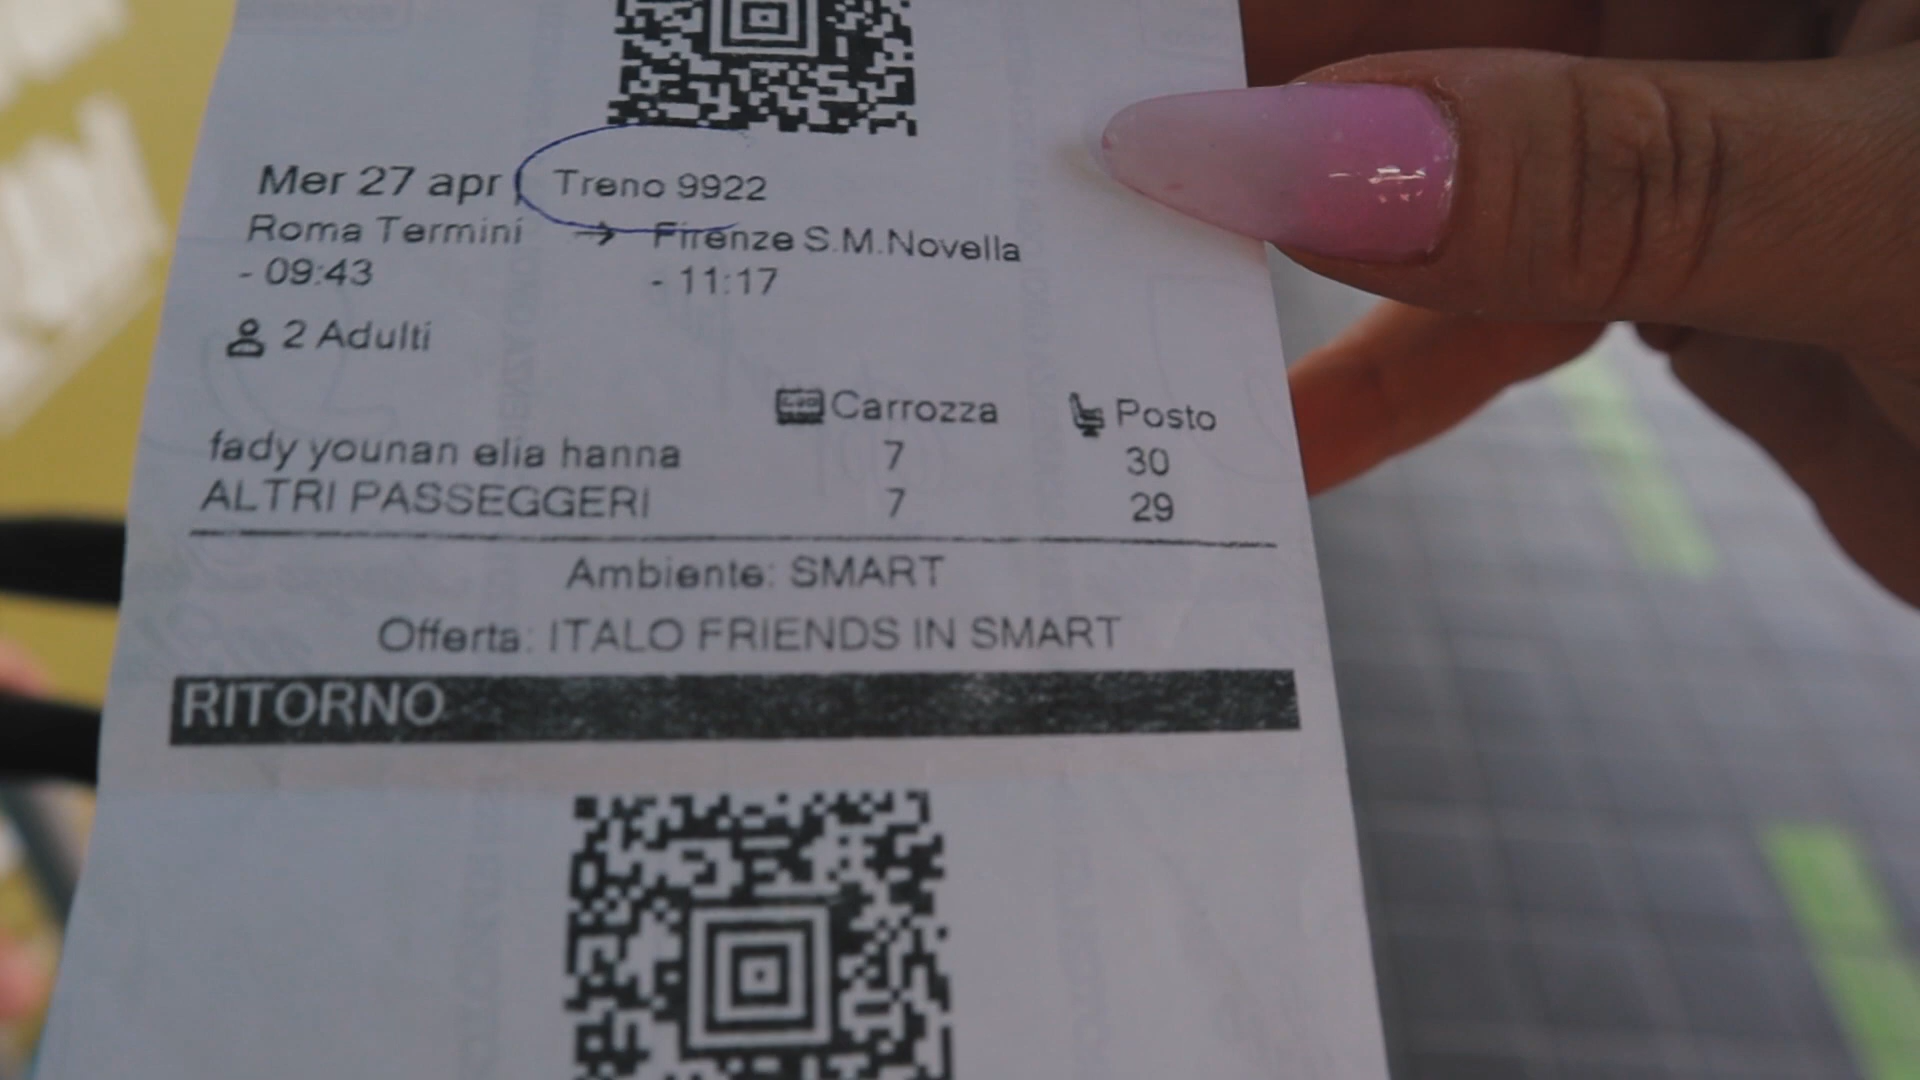 Mer 27 apr | Treno 9922
Roma Termini → Firenze S.M.Novella
- 09:43 - 11:17
2 Adulti
Carrozza Posto
fady younan elia hanna 7 30
ALTRI PASSEGGERI 7 29
Ambiente: SMART
Offerta: ITALO FRIENDS IN SMART
RITORNO